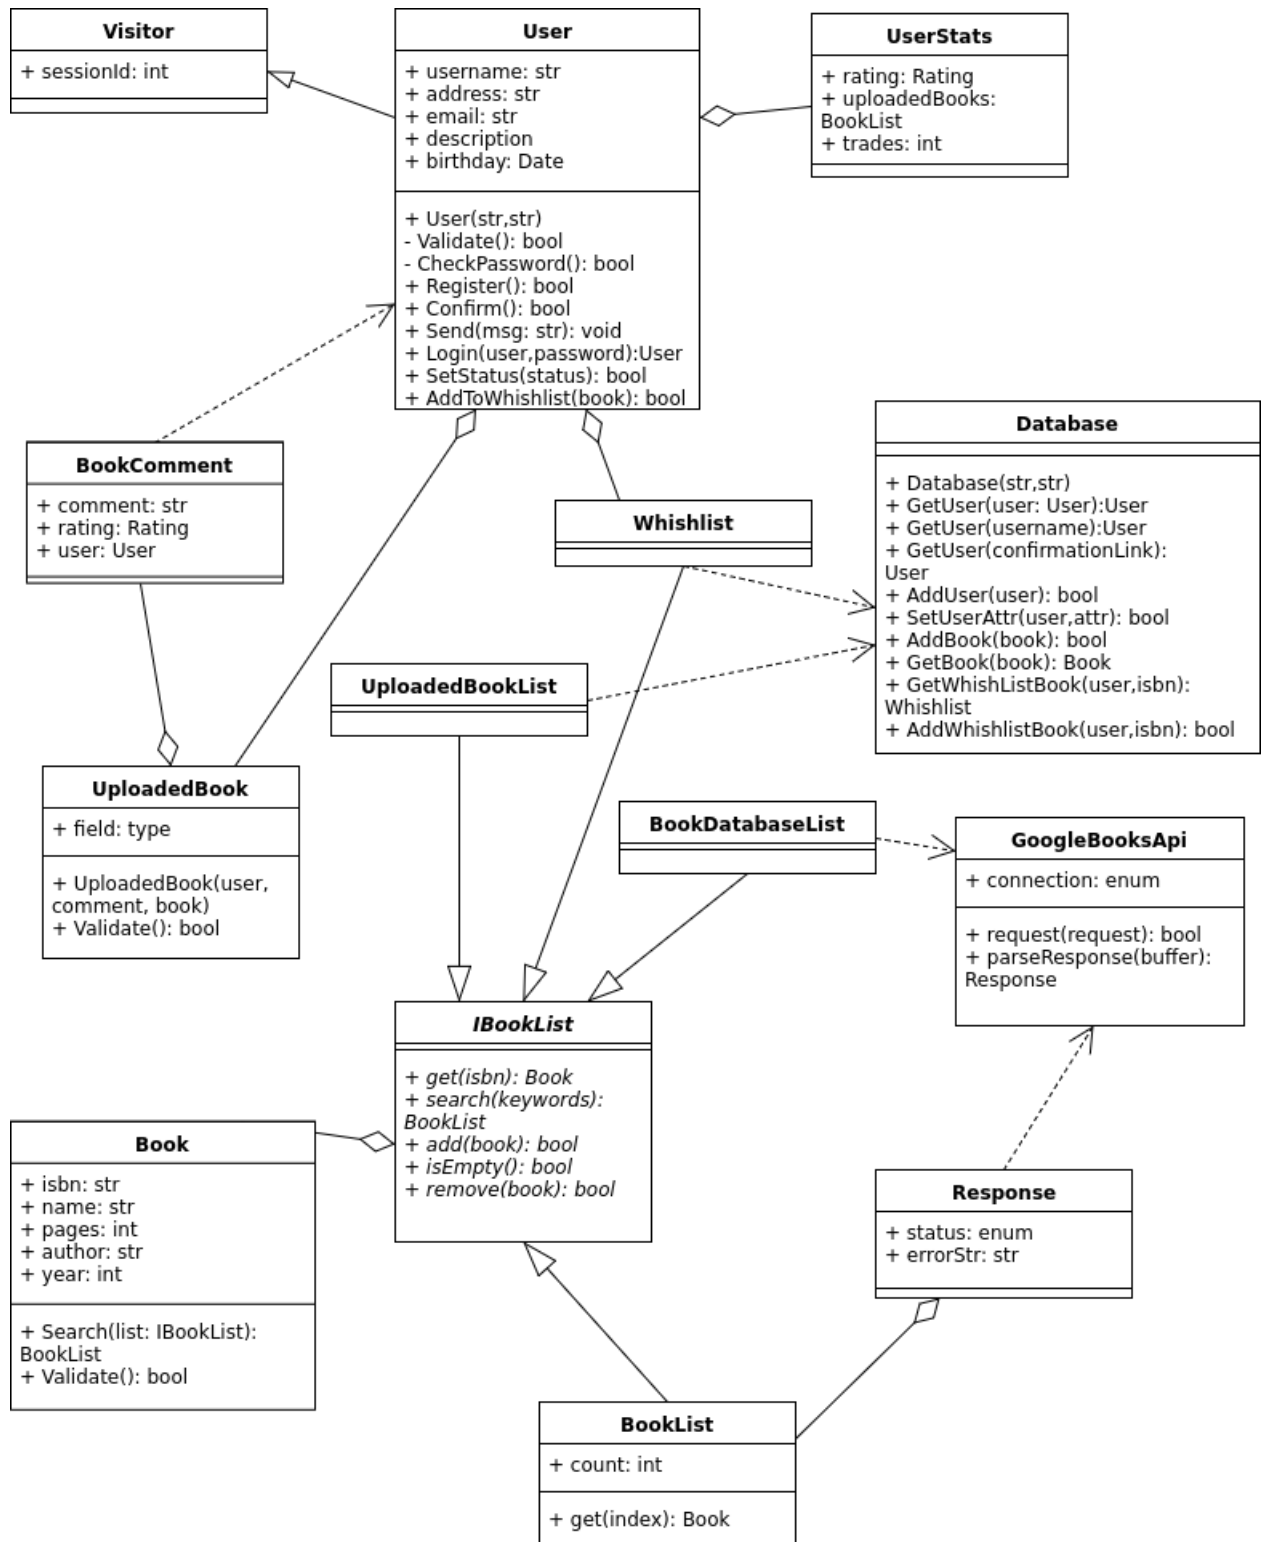 Visitor
+ sessionId: int
User
+ username: str
+ address: str
+ email: str
+ description
+ birthday: Date
+ User(str,str)
- Validate(): bool
- CheckPassword(): bool
+ Register(): bool
+ Confirm(): bool
+ Send(msg: str): void
+ Login(user,password):User
+ SetStatus(status): bool
+ AddToWhishlist(book): bool
UserStats
+ rating: Rating
+ uploadedBooks:
BookList
+ trades: int
BookComment
+ comment: str
+ rating: Rating
+ user: User
Whishlist
Database
+ Database(str,str)
+ GetUser(user: User):User
+ GetUser(username):User
+ GetUser(confirmationLink):
User
+ AddUser(user): bool
+ SetUserAttr(user,attr): bool
+ AddBook(book): bool
+ GetBook(book): Book
+ GetWhishListBook(user,isbn):
Whishlist
+ AddWhishlistBook(user,isbn): bool
UploadedBookList
UploadedBook
+ field: type
+ UploadedBook(user,
comment, book)
+ Validate(): bool
BookDatabaseList
GoogleBooksApi
+ connection: enum
+ request(request): bool
+ parseResponse(buffer):
Response
IBookList
+ get(isbn): Book
+ search(keywords):
BookList
+ add(book): bool
+ isEmpty(): bool
+ remove(book): bool
Book
+ isbn: str
+ name: str
+ pages: int
+ author: str
+ year: int
+ Search(list: IBookList):
BookList
+ Validate(): bool
Response
+ status: enum
+ errorStr: str
BookList
+ count: int
+ get(index): Book